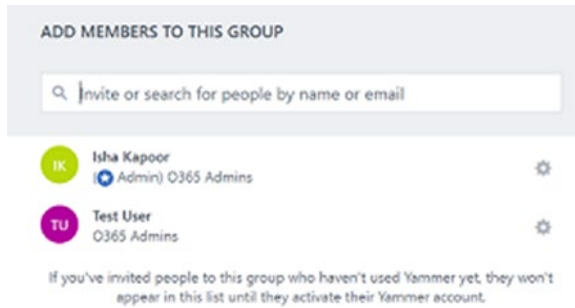 ADD MEMBERS TO THIS GROUP
Invite or search for people by name or email
IK
Isha Kapoor
(Admin) O365 Admins
TU
Test User
O365 Admins
If you've invited people to this group who haven't used Yammer yet, they won't
appear in this list until they activate their Yammer account.